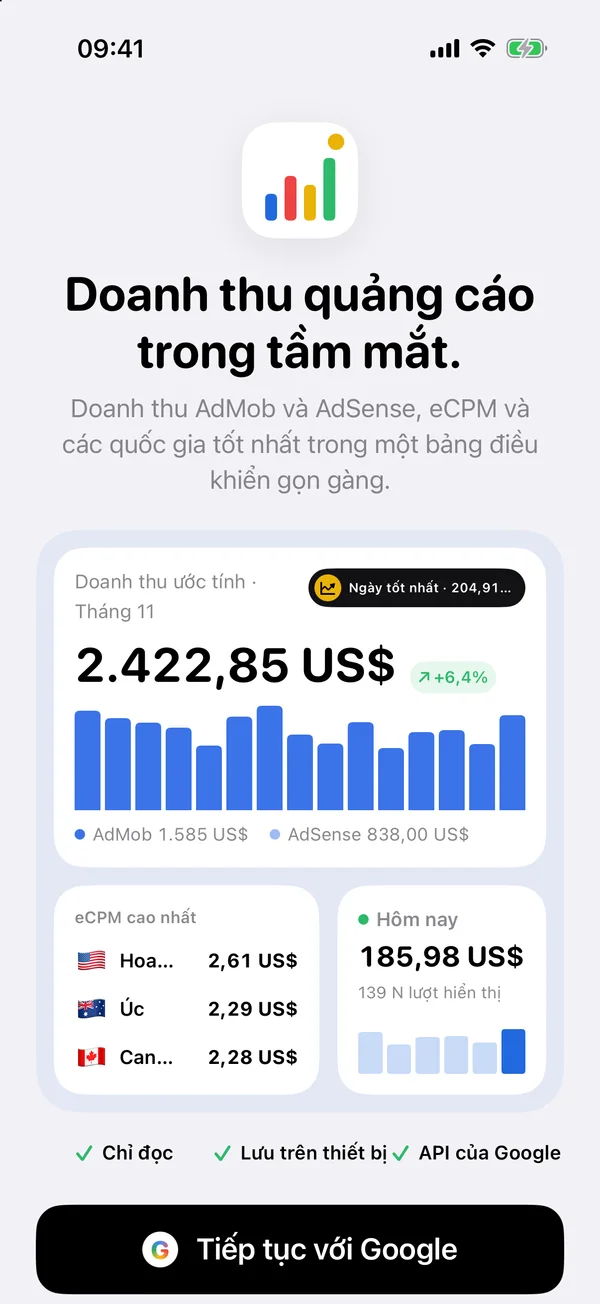 09:41
Doanh thu quảng cáo
trong tầm mắt.
Doanh thu AdMob và AdSense, eCPM và
các quốc gia tốt nhất trong một bảng điều
khiển gọn gàng.
Doanh thu ước tính ·
Tháng 11
Ngày tốt nhất · 204,91...
2.422,85 US$
+6,4%
AdMob 1.585 US$
AdSense 838,00 US$
eCPM cao nhất
Hoa... 2,61 US$
Úc 2,29 US$
Can... 2,28 US$
Hôm nay
185,98 US$
139 N lượt hiển thị
Chỉ đọc
Lưu trên thiết bị
API của Google
G Tiếp tục với Google